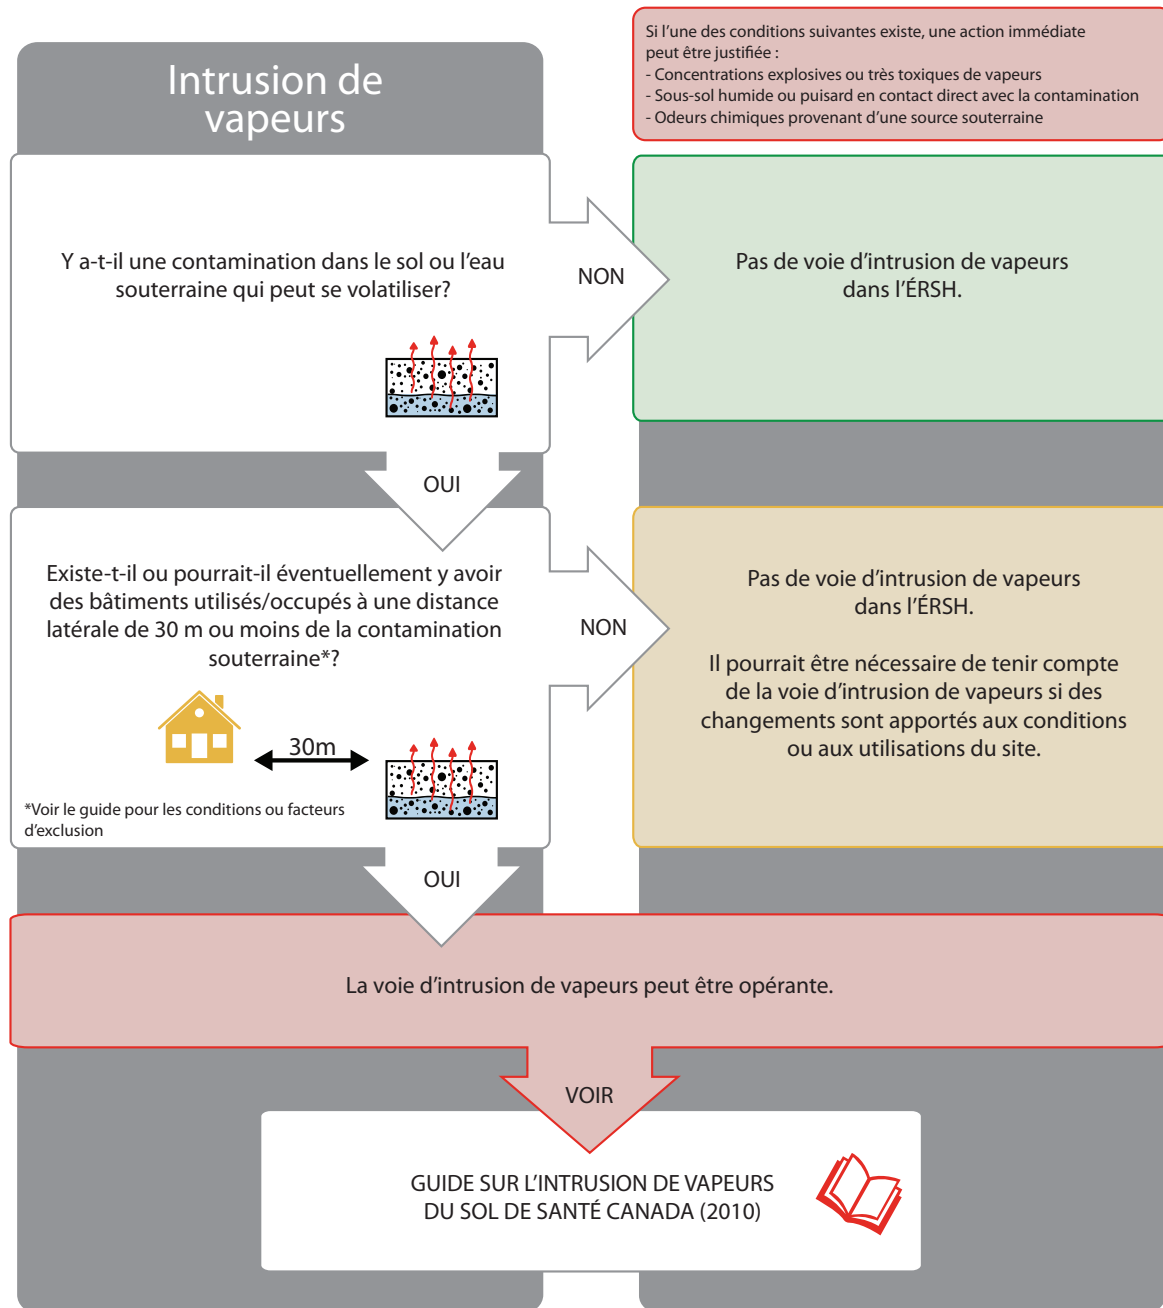 Intrusion de
vapeurs
Si l’une des conditions suivantes existe, une action immédiate
peut être justifiée :
- Concentrations explosives ou très toxiques de vapeurs
- Sous-sol humide ou puisard en contact direct avec la contamination
- Odeurs chimiques provenant d’une source souterraine
Y a-t-il une contamination dans le sol ou l’eau
souterraine qui peut se volatiliser?
NON
Pas de voie d’intrusion de vapeurs
dans l’ÉRSH.
OUI
Existe-t-il ou pourrait-il éventuellement y avoir
des bâtiments utilisés/occupés à une distance
latérale de 30 m ou moins de la contamination
souterraine*?
30m
*Voir le guide pour les conditions ou facteurs
d’exclusion
NON
Pas de voie d’intrusion de vapeurs
dans l’ÉRSH.
Il pourrait être nécessaire de tenir compte
de la voie d’intrusion de vapeurs si des
changements sont apportés aux conditions
ou aux utilisations du site.
OUI
La voie d’intrusion de vapeurs peut être opérante.
VOIR
GUIDE SUR L’INTRUSION DE VAPEURS
DU SOL DE SANTÉ CANADA (2010)